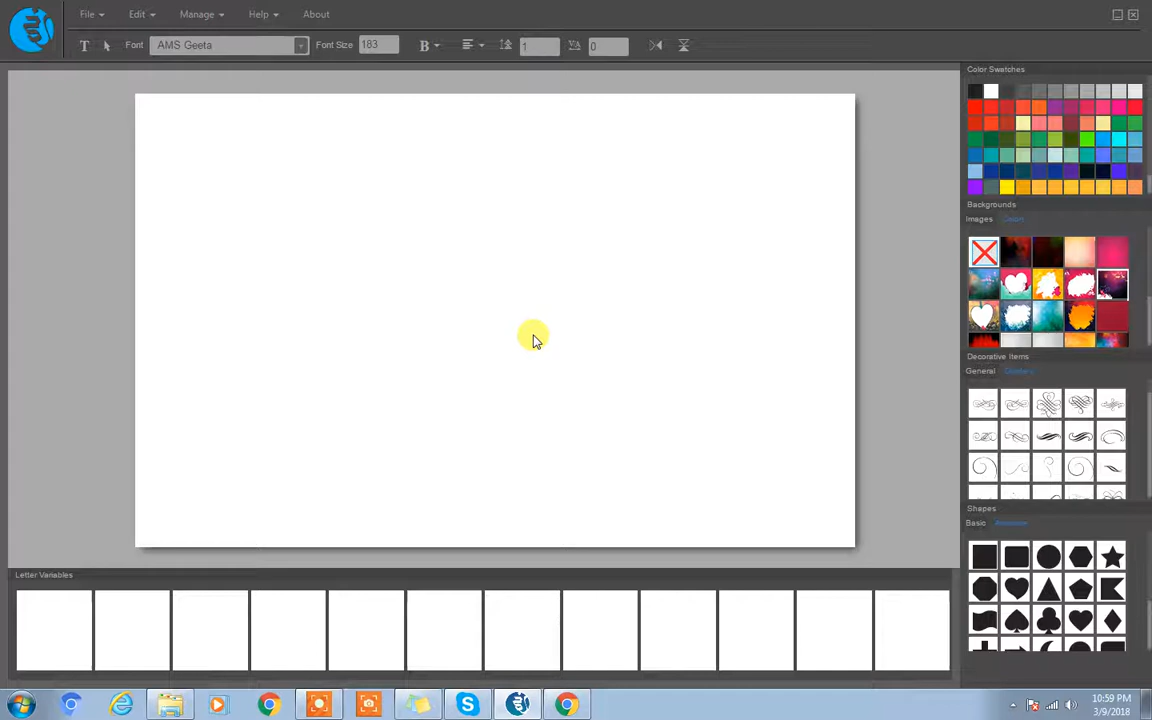 File Edit Manage Help About
Font AMS Geeta Font Size 183 B 1 0
Color Swatches
Backgrounds
Images Colors
Decorative Items
General
Shapes
Basic
Letter Variables
10:59 PM
3/9/2018